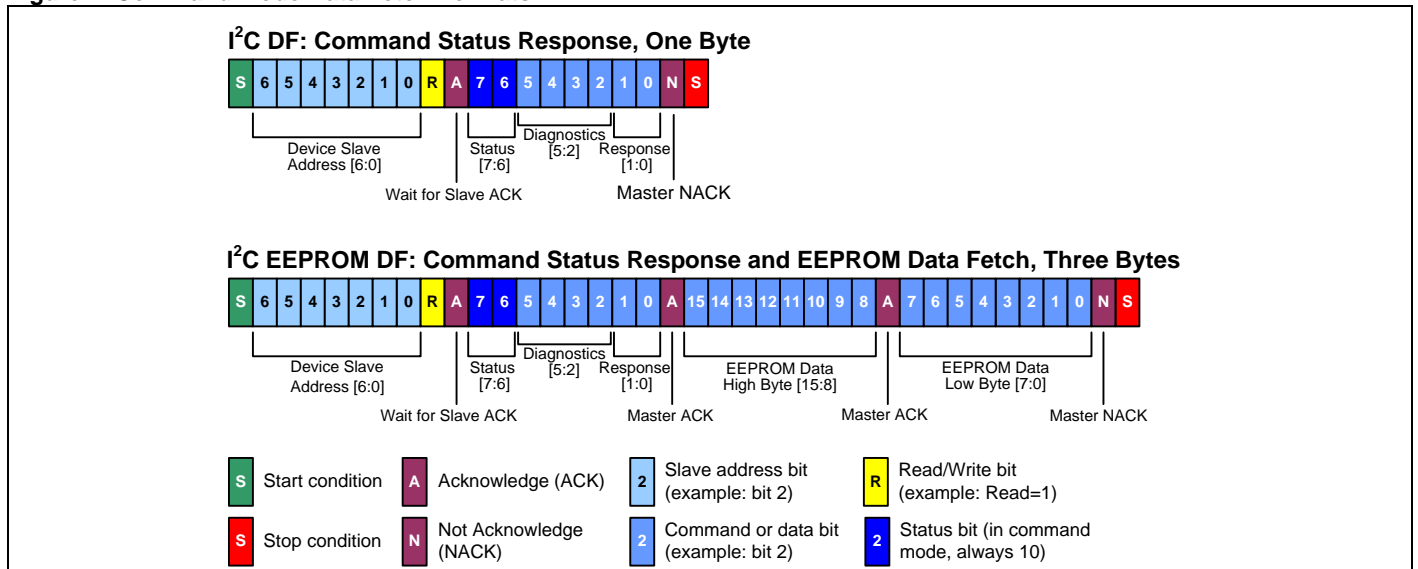 I²C DF: Command Status Response, One Byte
S 6 5 4 3 2 1 0 R A 7 6 5 4 3 2 1 0 N S
Device Slave
Address [6:0]
Status
[7:6]
Diagnostics
[5:2]
Response
[1:0]
Wait for Slave ACK
Master NACK
I²C EEPROM DF: Command Status Response and EEPROM Data Fetch, Three Bytes
S 6 5 4 3 2 1 0 R A 7 6 5 4 3 2 1 0 A 15 14 13 12 11 10 9 8 A 7 6 5 4 3 2 1 0 N S
Device Slave
Address [6:0]
Status
[7:6]
Diagnostics
[5:2]
Response
[1:0]
EEPROM Data
High Byte [15:8]
EEPROM Data
Low Byte [7:0]
Wait for Slave ACK
Master ACK
Master ACK
Master NACK
S Start condition
A Acknowledge (ACK)
2 Slave address bit
(example: bit 2)
R Read/Write bit
(example: Read=1)
S Stop condition
N Not Acknowledge
(NACK)
2 Command or data bit
(example: bit 2)
2 Status bit (in command
mode, always 10)